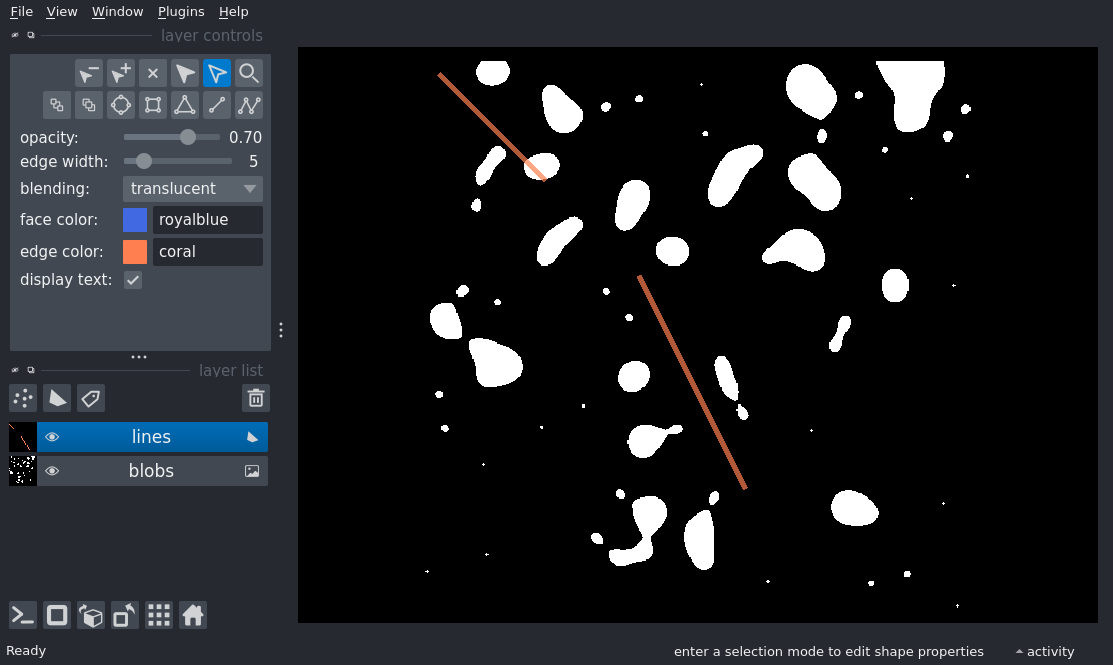 File View Window Plugins Help
layer controls
opacity: 0.70
edge width: 5
blending: translucent
face color: royalblue
edge color: coral
display text:
layer list
lines
blobs
Ready enter a selection mode to edit shape properties activity